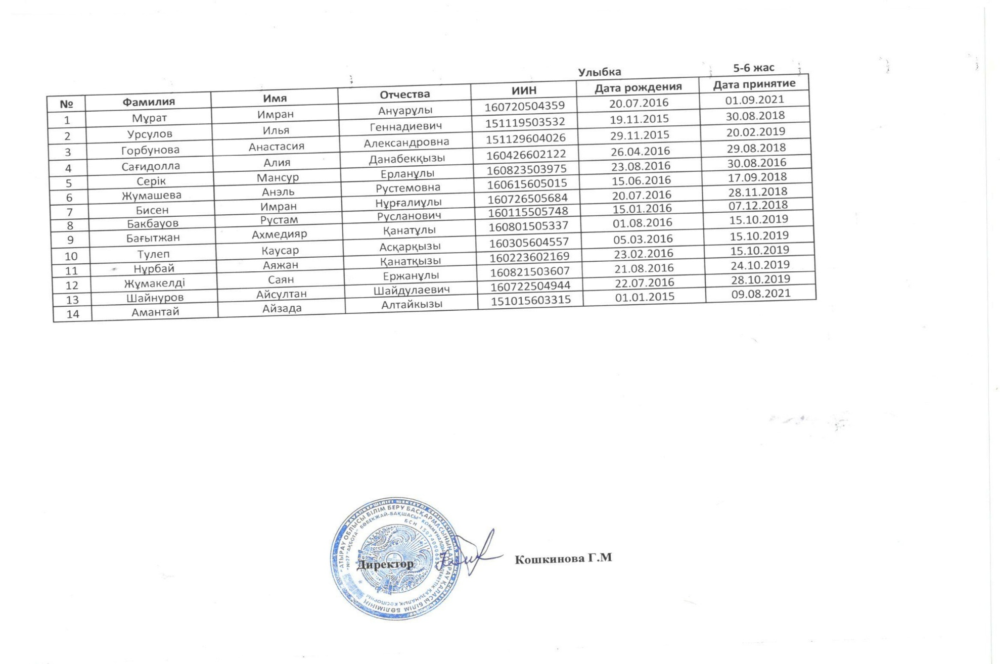 Улыбка 5-6 жас
№ Фамилия Имя Отчества ИИН Дата рождения Дата принятие
1 Мұрат Имран Ануарұлы 160720504359 20.07.2016 01.09.2021
2 Урсулов Илья Геннадиевич 151119503532 19.11.2015 30.08.2018
3 Горбунова Анастасия Александровна 151129604026 29.11.2015 20.02.2019
4 Сағидолла Алия Данабекқызы 160426602122 26.04.2016 29.08.2018
5 Серік Мансур Ерланұлы 160823503975 23.08.2016 30.08.2016
6 Жумашева Анэль Рустемовна 160615605015 15.06.2016 17.09.2018
7 Бисен Имран Нұрғалиұлы 160726505684 20.07.2016 28.11.2018
8 Бакбауов Рустам Русланович 160115505748 15.01.2016 07.12.2018
9 Бағытжан Ахмедияр Қанатұлы 160801505337 01.08.2016 15.10.2019
10 Тулеп Каусар Асқарқызы 160305604557 05.03.2016 15.10.2019
11 Нұрбай Аяжан Қанатқызы 160223602169 23.02.2016 15.10.2019
12 Жұмакелді Саян Ержанұлы 160821503607 21.08.2016 24.10.2019
13 Шайнуров Айсултан Шайдулаевич 160722504944 22.07.2016 28.10.2019
14 Амантай Айзада Алтайкызы 151015603315 01.01.2015 09.08.2021
"АТЫРАУ ОБЛЫСЫ БІЛІМ БЕРУ БАСҚАРМАСЫНЫҢ АТЫРАУ ҚАЛАСЫ БІЛІМ БӨЛІМІНІҢ
"№27 "АҚБОТА" БӨБЕКЖАЙ-БАҚШАСЫ" КОММУНАЛДЫҚ МЕМЛЕКЕТТІК ҚАЗЫНАЛЫҚ КӘСІПОРНЫ
БСН
Директор Кошкинова Г.М